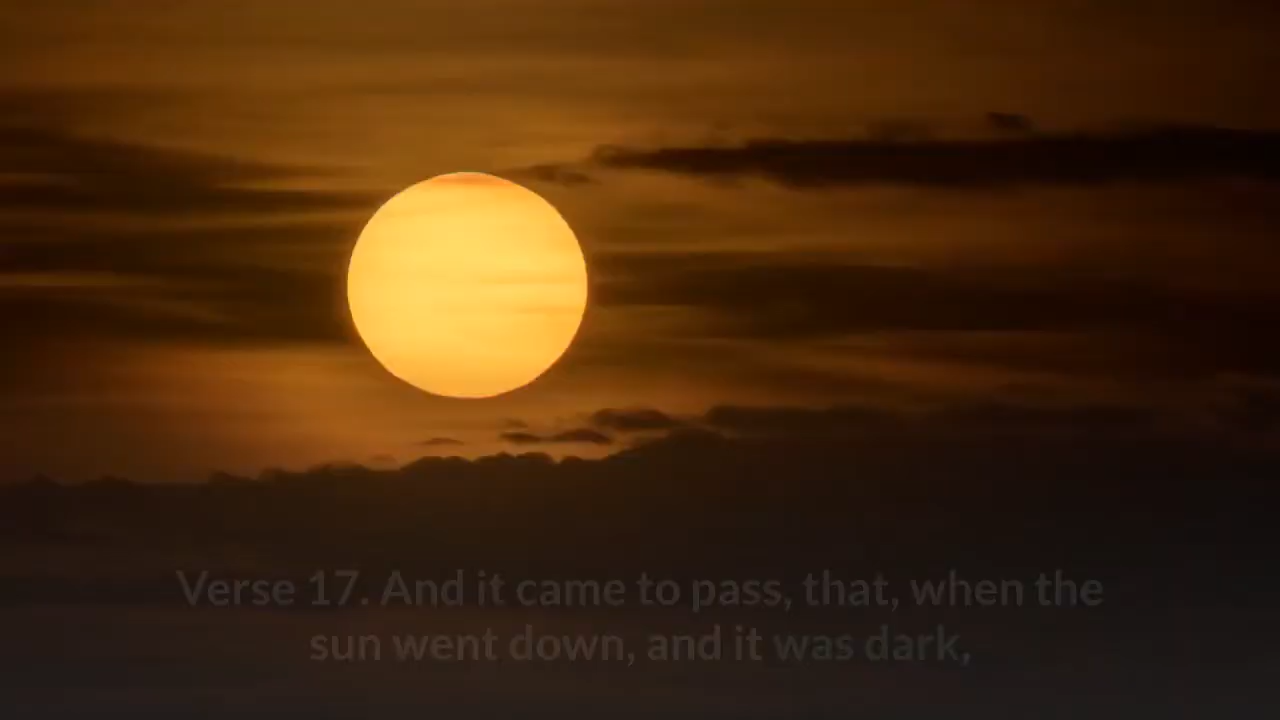 Verse 17. And it came to pass, that, when the
sun went down, and it was dark,